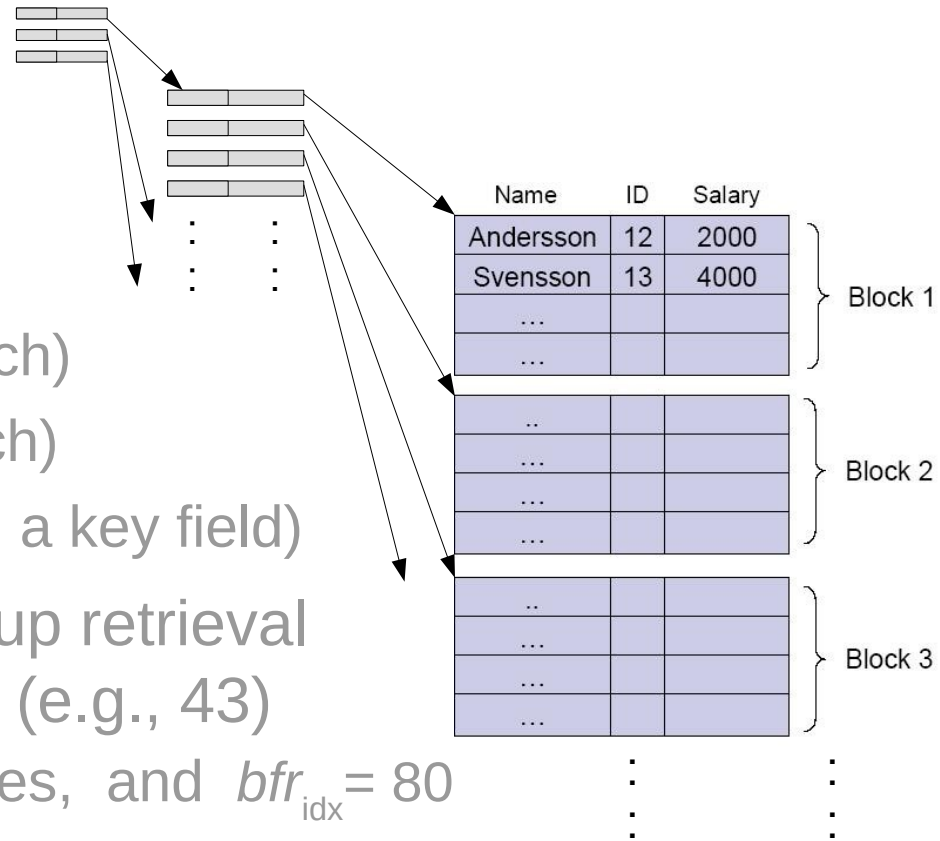 Name ID Salary
Andersson 12 2000
Svensson 13 4000
...
...
Block 1
..
...
...
...
Block 2
..
...
...
...
Block 3
: :
: :
: :
: :
ch)
ch)
a key field)
up retrieval
(e.g., 43)
es, and bfr_idx= 80